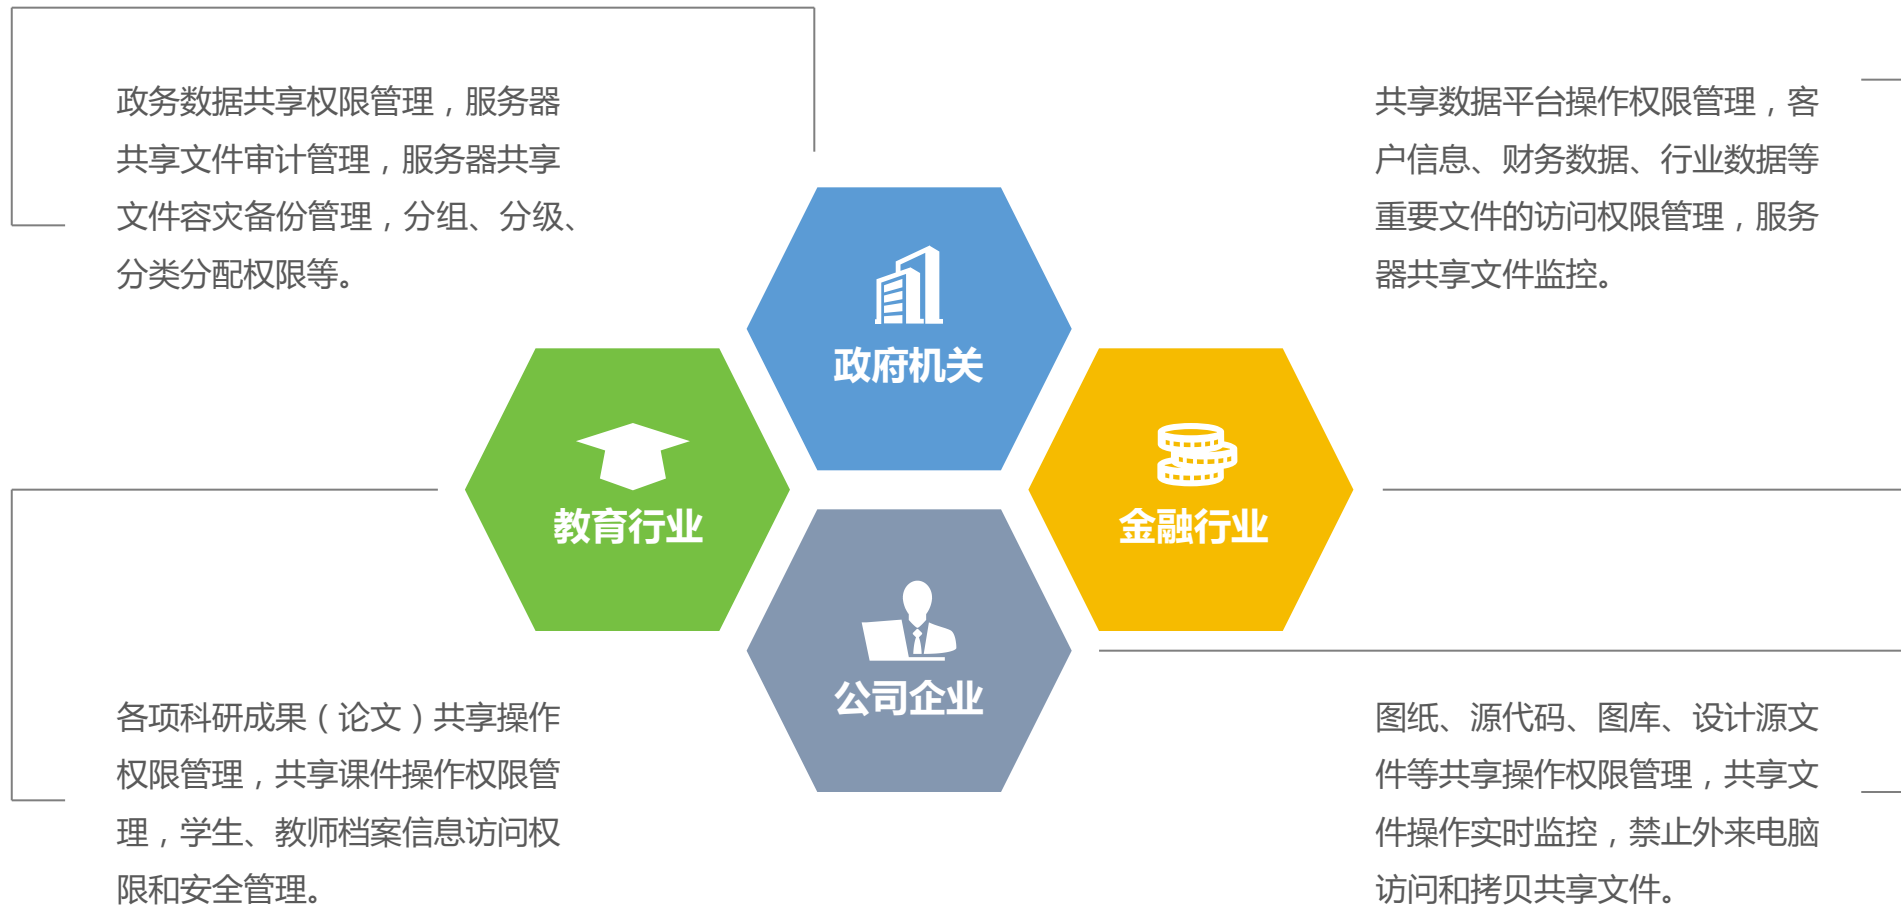 政务数据共享权限管理，服务器
共享文件审计管理，服务器共享
文件容灾备份管理，分组、分级、
分类分配权限等。
共享数据平台操作权限管理，客
户信息、财务数据、行业数据等
重要文件的访问权限管理，服务
器共享文件监控。
政府机关
教育行业
金融行业
公司企业
各项科研成果（论文）共享操作
权限管理，共享课件操作权限管
理，学生、教师档案信息访问权
限和安全管理。
图纸、源代码、图库、设计源文
件等共享操作权限管理，共享文
件操作实时监控，禁止外来电脑
访问和拷贝共享文件。